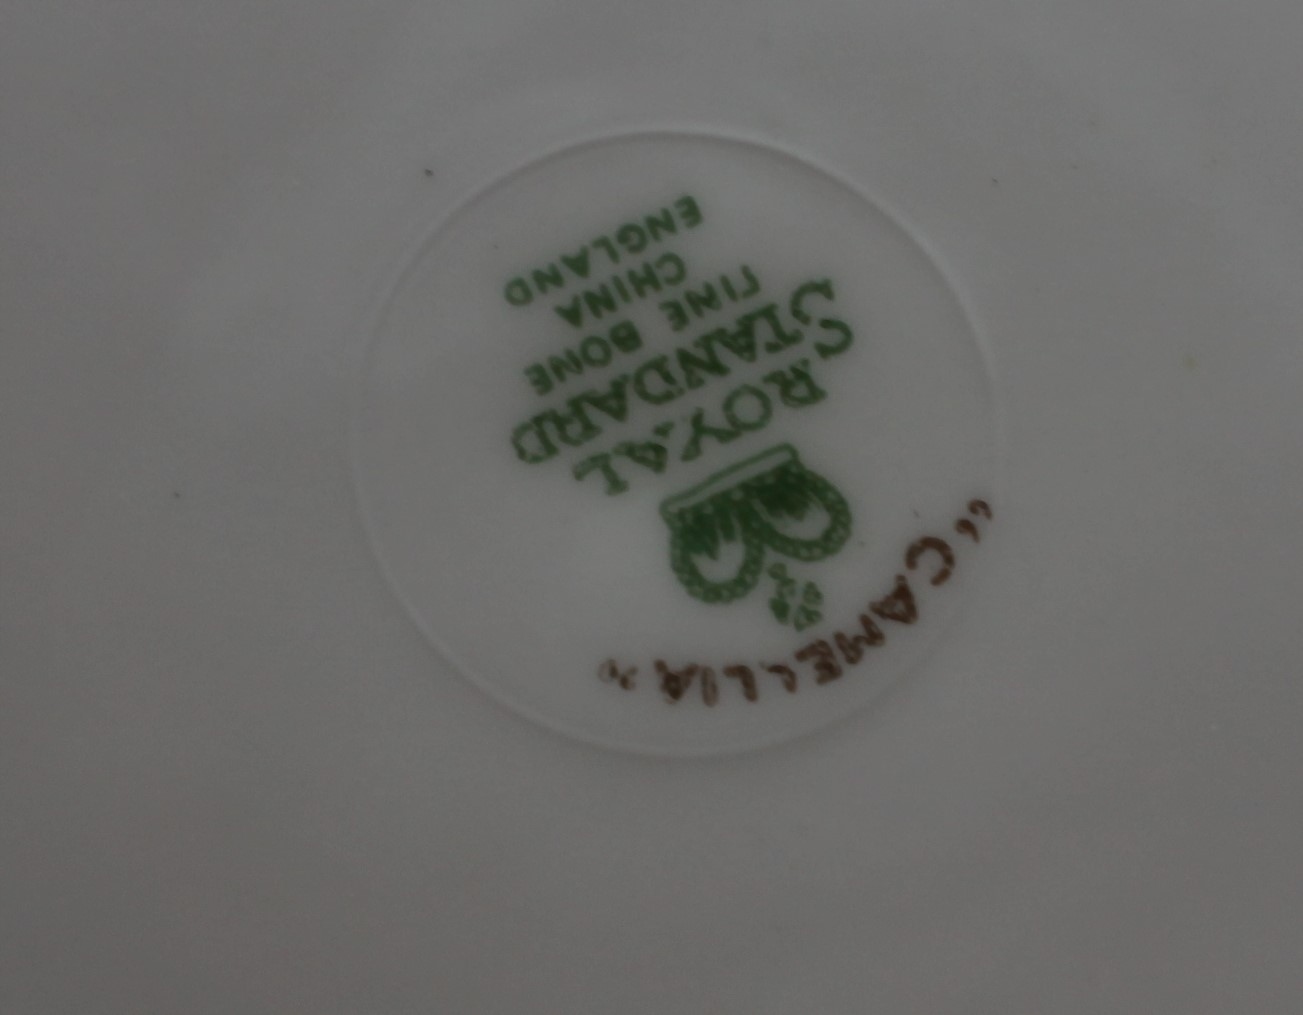 "CAMELLIA"
ROYAL
STANDARD
FINE BONE
CHINA
ENGLAND